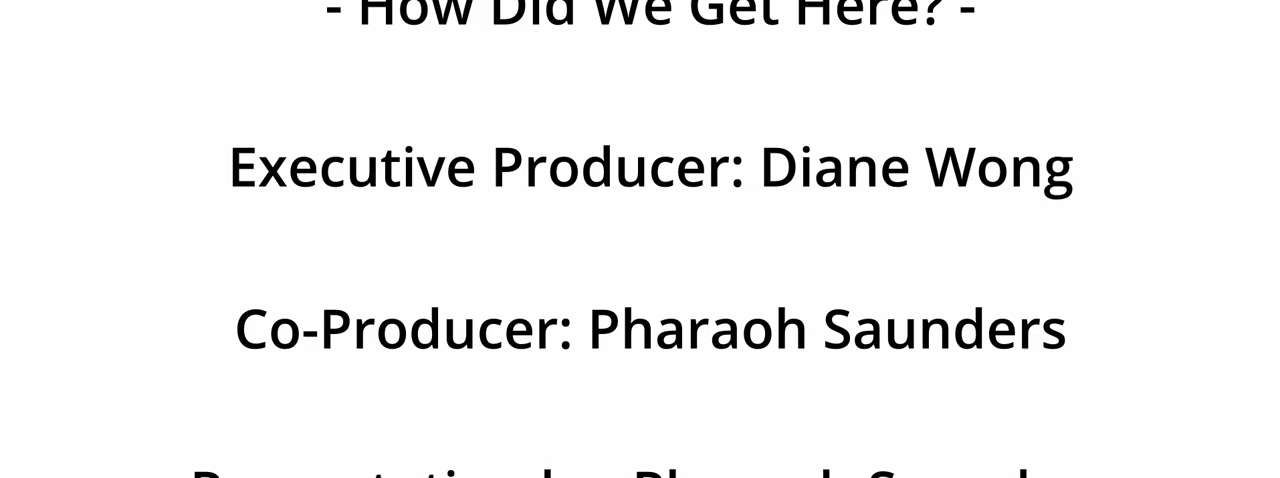 - How Did We Get Here? -
Executive Producer: Diane Wong
Co-Producer: Pharaoh Saunders